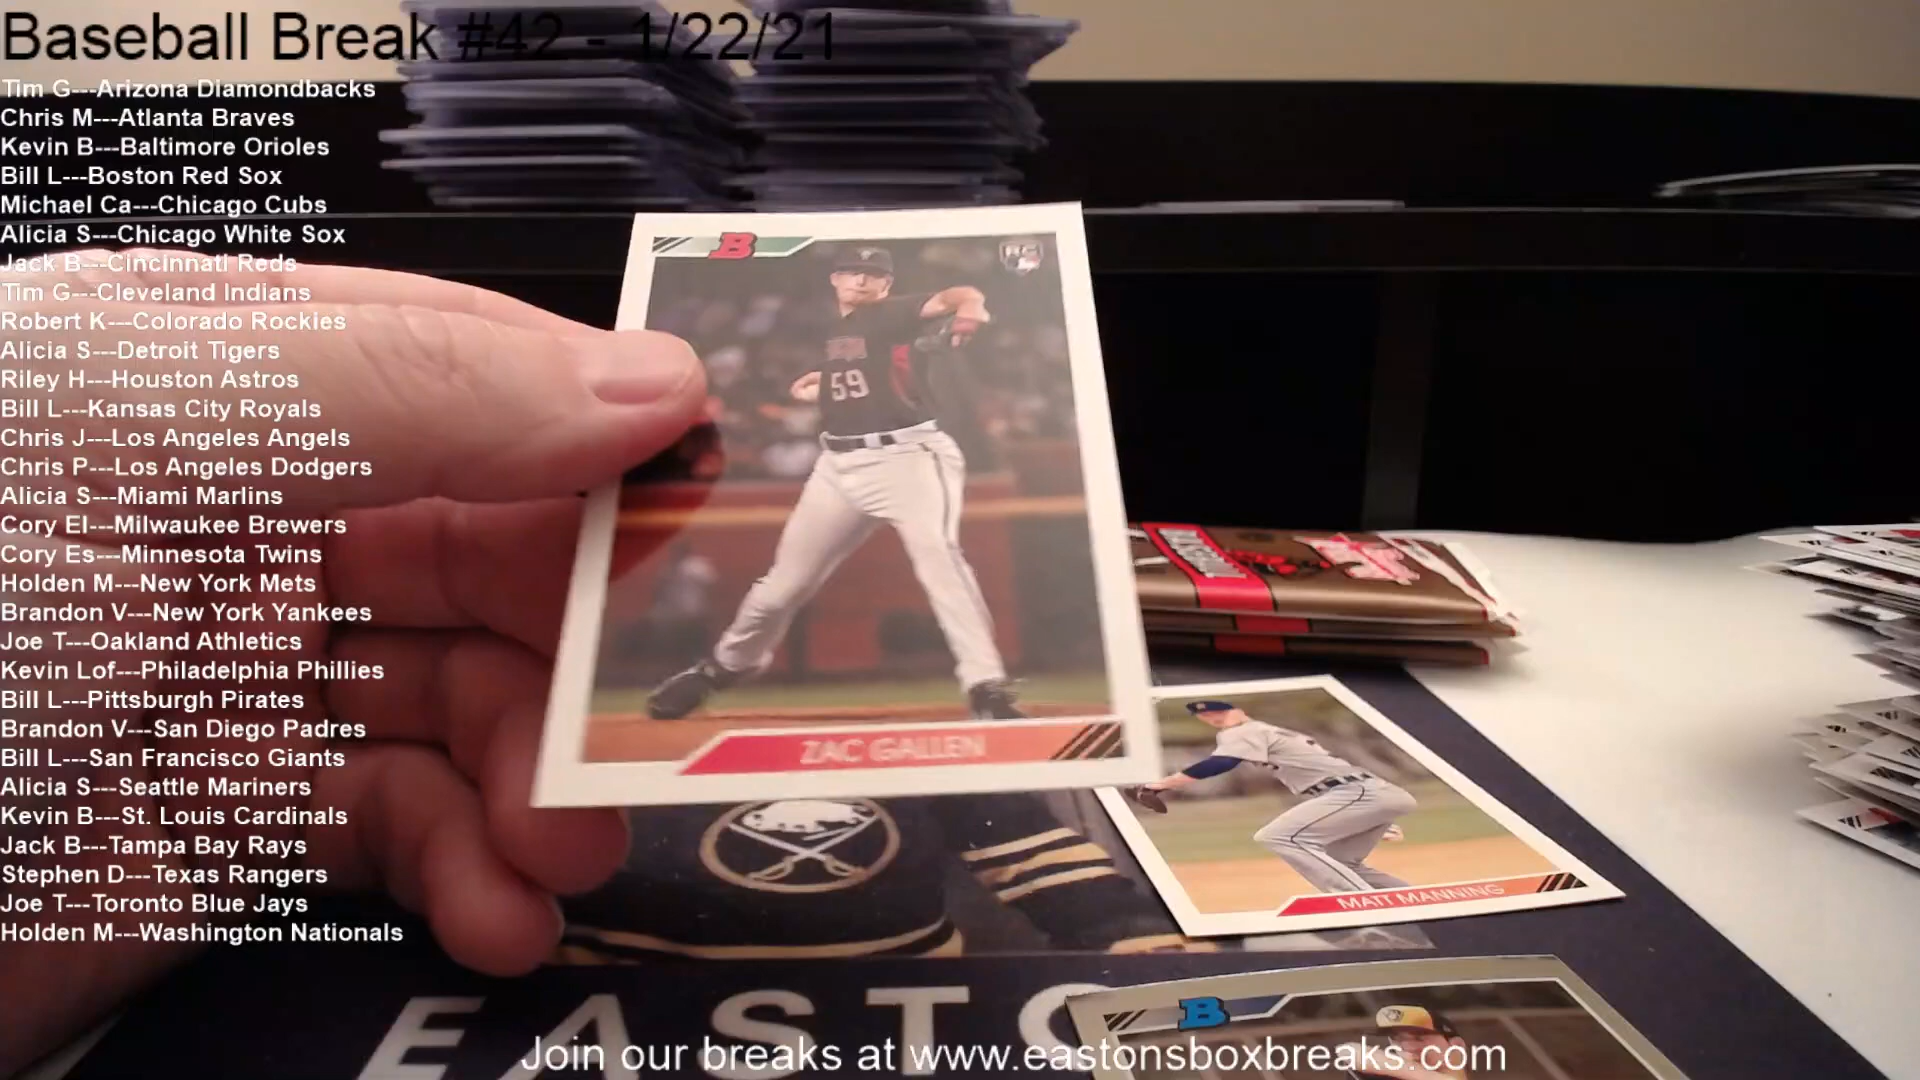 Baseball Break #42 - 1/22/21
Tim G---Arizona Diamondbacks
Chris M---Atlanta Braves
Kevin B---Baltimore Orioles
Bill L---Boston Red Sox
Michael Ca---Chicago Cubs
Alicia S---Chicago White Sox
Jack B---Cincinnati Reds
Tim G---Cleveland Indians
Robert K---Colorado Rockies
Alicia S---Detroit Tigers
Riley H---Houston Astros
Bill L---Kansas City Royals
Chris J---Los Angeles Angels
Chris P---Los Angeles Dodgers
Alicia S---Miami Marlins
Cory El---Milwaukee Brewers
Cory Es---Minnesota Twins
Holden M---New York Mets
Brandon V---New York Yankees
Joe T---Oakland Athletics
Kevin Lof---Philadelphia Phillies
Bill L---Pittsburgh Pirates
Brandon V---San Diego Padres
Bill L---San Francisco Giants
Alicia S---Seattle Mariners
Kevin B---St. Louis Cardinals
Jack B---Tampa Bay Rays
Stephen D---Texas Rangers
Joe T---Toronto Blue Jays
Holden M---Washington Nationals
B
RC
59
ZAC GALLEN
MATT MANNING
B
EASTO
Join our breaks at www.eastonsboxbreaks.com